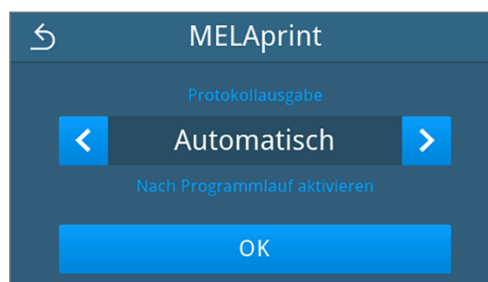 MELAprint
Protokollausgabe
Automatisch
Nach Programmlauf aktivieren
OK